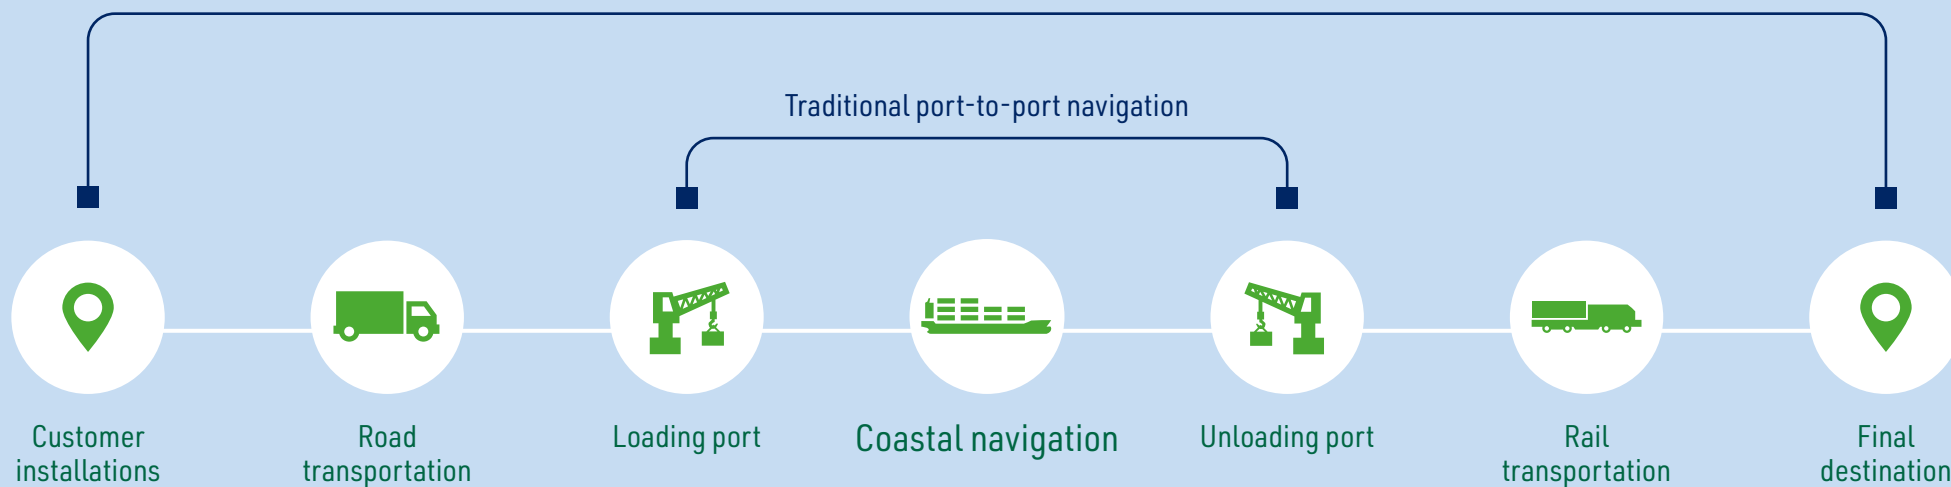 Traditional port-to-port navigation
Customer
installations
Road
transportation
Loading port
Coastal navigation
Unloading port
Rail
transportation
Final
destination